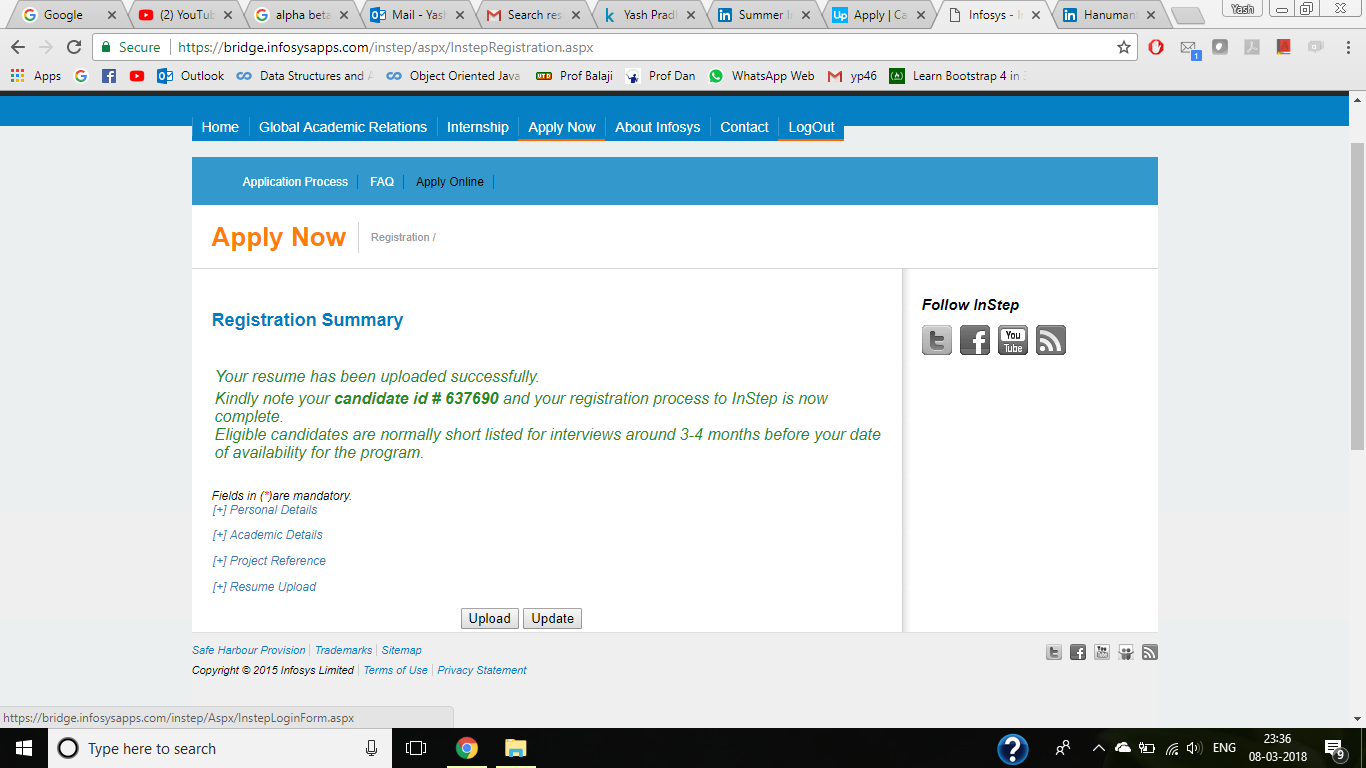 Google
(2) YouTu
alpha beta
Mail - Yas
Search res
Yash Prad
Summer I
Apply | Ca
Infosys - I
Hanuman
Yash
Secure
https://bridge.infosysapps.com/instep/aspx/InstepRegistration.aspx
1
Apps
Outlook
Data Structures and A
Object Oriented Java
UTD
Prof Balaji
Prof Dan
WhatsApp Web
yp46
Learn Bootstrap 4 in 3
Home
Global Academic Relations
Internship
Apply Now
About Infosys
Contact
LogOut
Application Process
FAQ
Apply Online
Apply Now
Registration /
Registration Summary
Your resume has been uploaded successfully.
Kindly note your candidate id # 637690 and your registration process to InStep is now
complete.
Eligible candidates are normally short listed for interviews around 3-4 months before your date
of availability for the program.
Follow InStep
You
Tube
Fields in (*)are mandatory.
[+] Personal Details
[+] Academic Details
[+] Project Reference
[+] Resume Upload
Upload
Update
Safe Harbour Provision
Trademarks
Sitemap
Copyright © 2015 Infosys Limited
Terms of Use
Privacy Statement
https://bridge.infosysapps.com/instep/Aspx/InstepLoginForm.aspx
Type here to search
ENG
23:36
08-03-2018
9